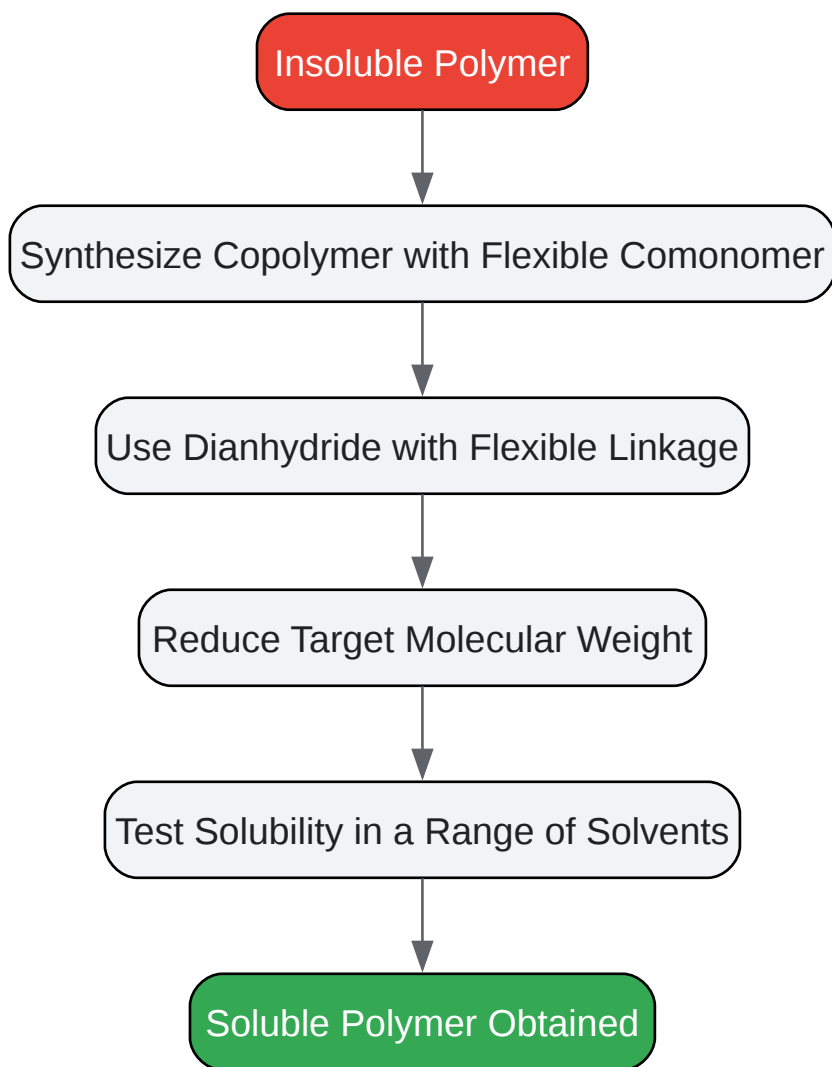 Insoluble Polymer
Synthesize Copolymer with Flexible Comonomer
Use Dianhydride with Flexible Linkage
Reduce Target Molecular Weight
Test Solubility in a Range of Solvents
Soluble Polymer Obtained